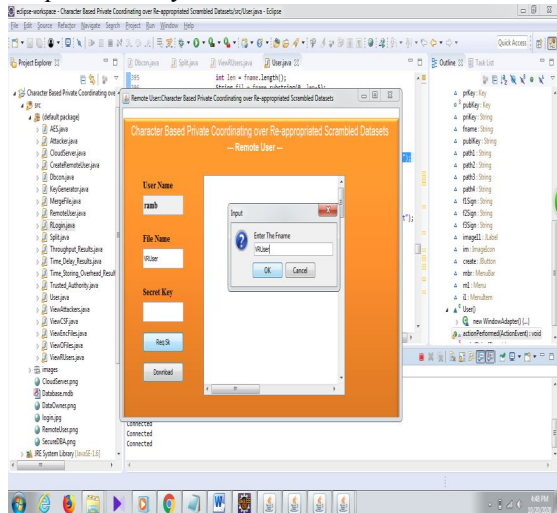 eclipse-workspace - Character Based Private Coordinating over Re-appropriated Scrambled Datasets/src/User.java - Eclipse
File Edit Source Refactor Navigate Search Project Run Window Help
Quick Access
Project Explorer
Dbcon.java
Split.java
ViewRUsers.java
User.java
Outline
Task List
Character Based Private Coordinating ove
src
(default package)
AES.java
Attacker.java
CloudServer.java
CreateRemoteUser.java
Dbcon.java
KeyGenerator.java
MergeFile.java
RemoteUser.java
RLogin.java
Split.java
Throughput_Results.java
Time_Delay_Results.java
Time_Storing_Overhead_Result
Trusted_Authority.java
User.java
ViewAttackers.java
ViewCSF.java
ViewEncFiles.java
ViewOFiles.java
ViewRUsers.java
images
CloudServer.png
Database.mdb
DataOwner.png
login.jpg
RemoteUser.png
SecureDBA.png
JRE System Library [JavaSE-1.6]
int len = fname.length();
Remote User:Character Based Private Coordinating over Re-appropriated Scrambled Datasets
Character Based Private Coordinating over Re-appropriated Scrambled Datasets
--- Remote User ---
User Name
ramb
File Name
VRUser
Secret Key
Req Sk
Download
Input
Enter The Fname
VRUser
OK
Cancel
prKey : Key
pubKey : Key
prKey : String
fname : String
publKey : String
path1 : String
path2 : String
path3 : String
path4 : String
f1Sign : String
f2Sign : String
f3Sign : String
image11 : JLabel
im : ImageIcon
create : JButton
mbr : MenuBar
m1 : Menu
i1 : MenuItem
User()
new WindowAdapter() {...}
actionPerformed(ActionEvent) : void
Connected
Connected
Connected
6:48 PM